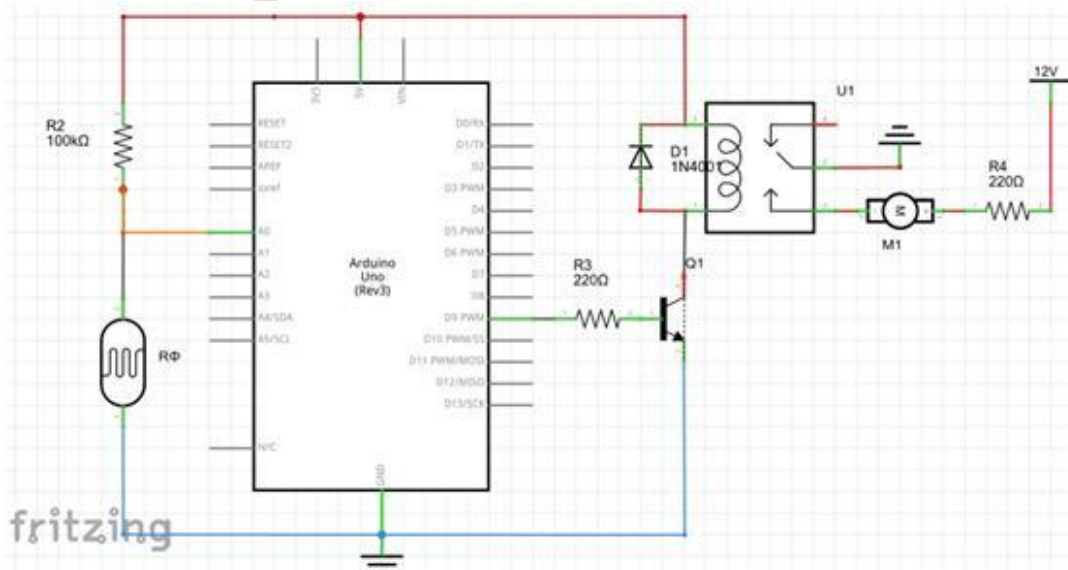 12V
U1
3V3
5V
VIN
R2
100kΩ
RESET
RESET2
AREF
ioref
A0
A1
A2
A3
A4/SDA
A5/SCL
N/C
Arduino
Uno
(Rev3)
D0/RX
D1/TX
D2
D3 PWM
D4
D5 PWM
D6 PWM
D7
D8
D9 PWM
D10 PWM/SS
D11 PWM/MOSI
D12/MISO
D13/SCK
GND
D1
1N4001
R4
220Ω
M
M1
R3
220Ω
Q1
RΦ
fritzing